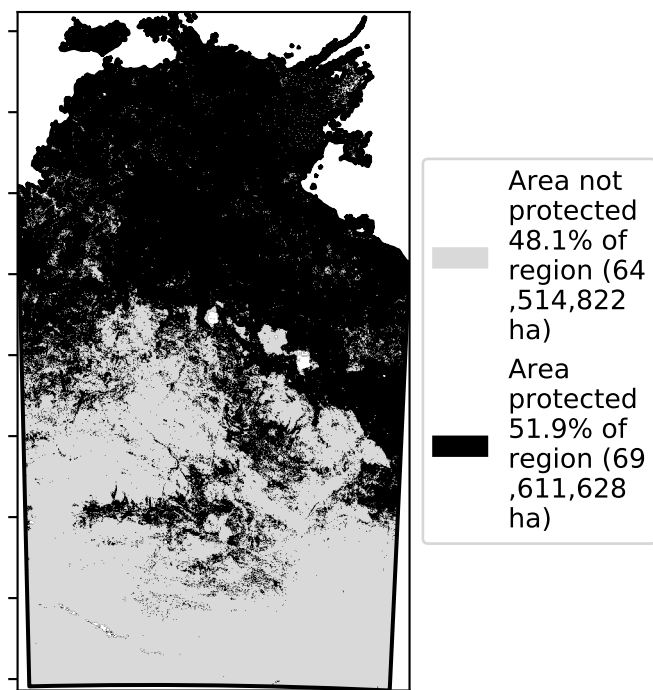 Area not
protected
48.1% of
region (64
,514,822
ha)
Area
protected
51.9% of
region (69
,611,628
ha)